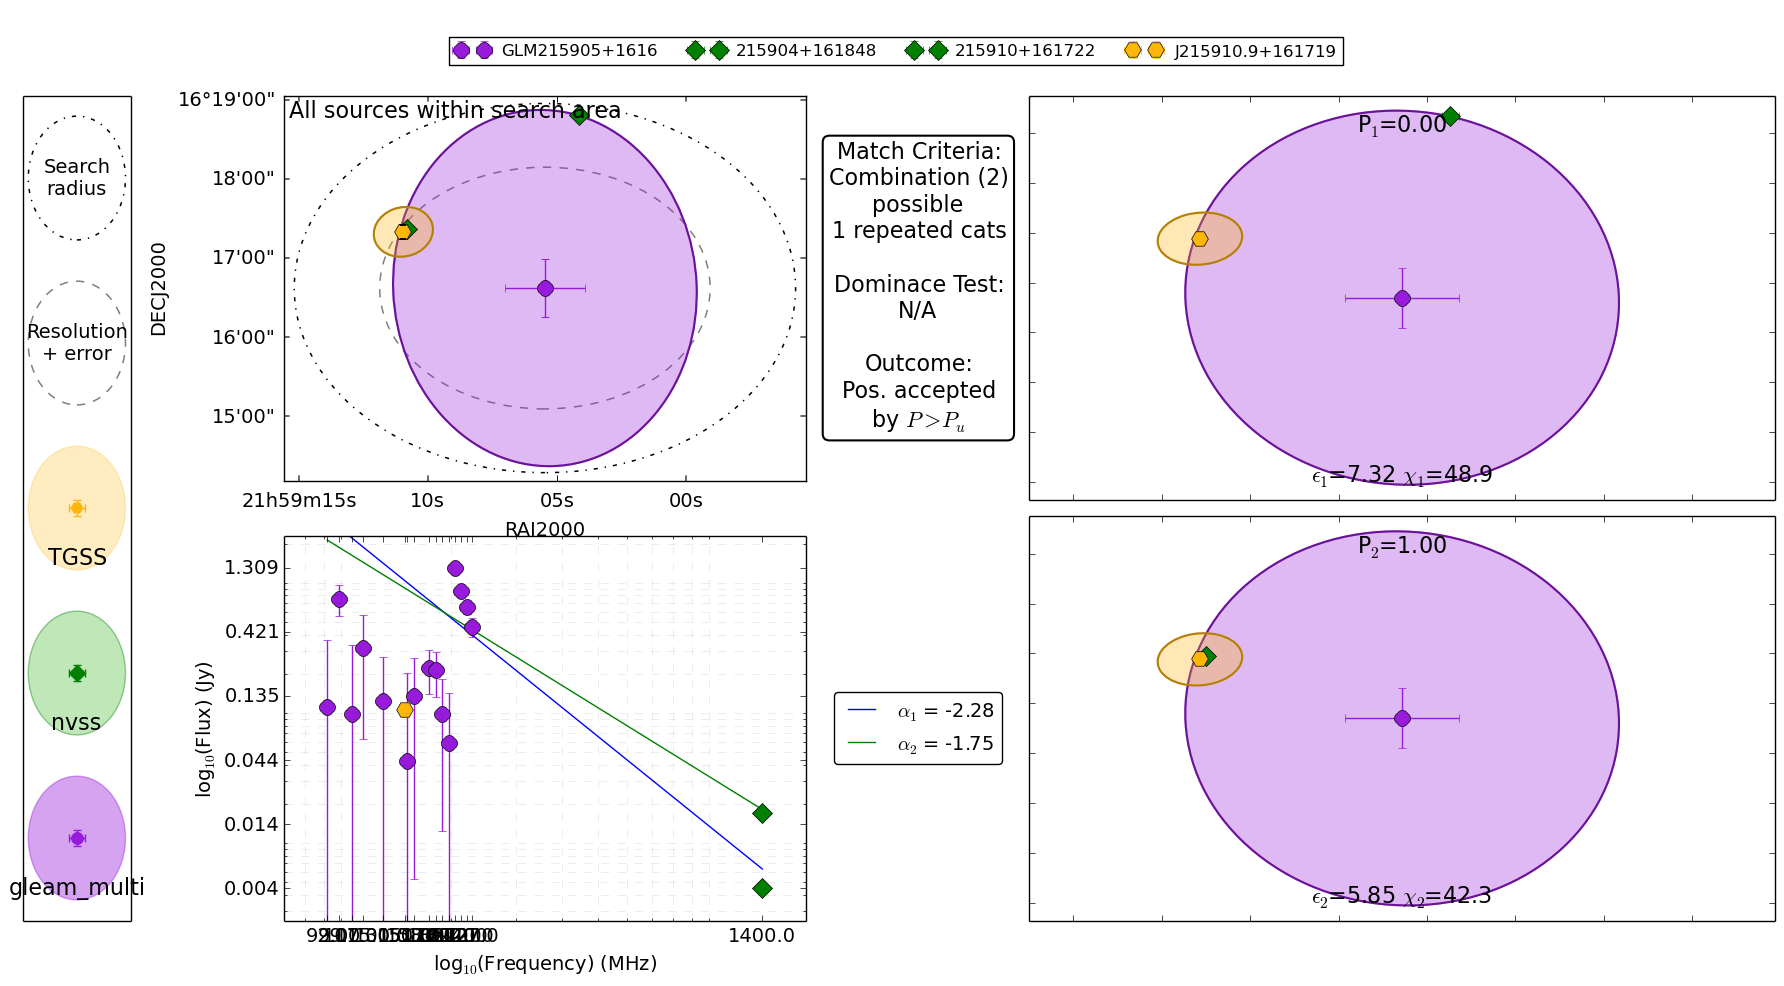 GLM215905+1616
215904+161848
215910+161722
J215910.9+161719
Search
radius
Resolution
+ error
TGSS
nvss
gleam_multi
All sources within search area
16°19'00"
18'00"
17'00"
16'00"
15'00"
DECJ2000
21h59m15s
10s
05s
00s
RAJ2000
Match Criteria:
Combination (2)
possible
1 repeated cats
Dominace Test:
N/A
Outcome:
Pos. accepted
by P>Pᵤ
P₁=0.00
ϵ₁=7.32 χ₁=48.9
P₂=1.00
ϵ₂=5.85 χ₂=42.3
1.309
0.421
0.135
0.044
0.014
0.004
log₁₀(Flux) (Jy)
1400.0
log₁₀(Frequency) (MHz)
α₁ = -2.28
α₂ = -1.75